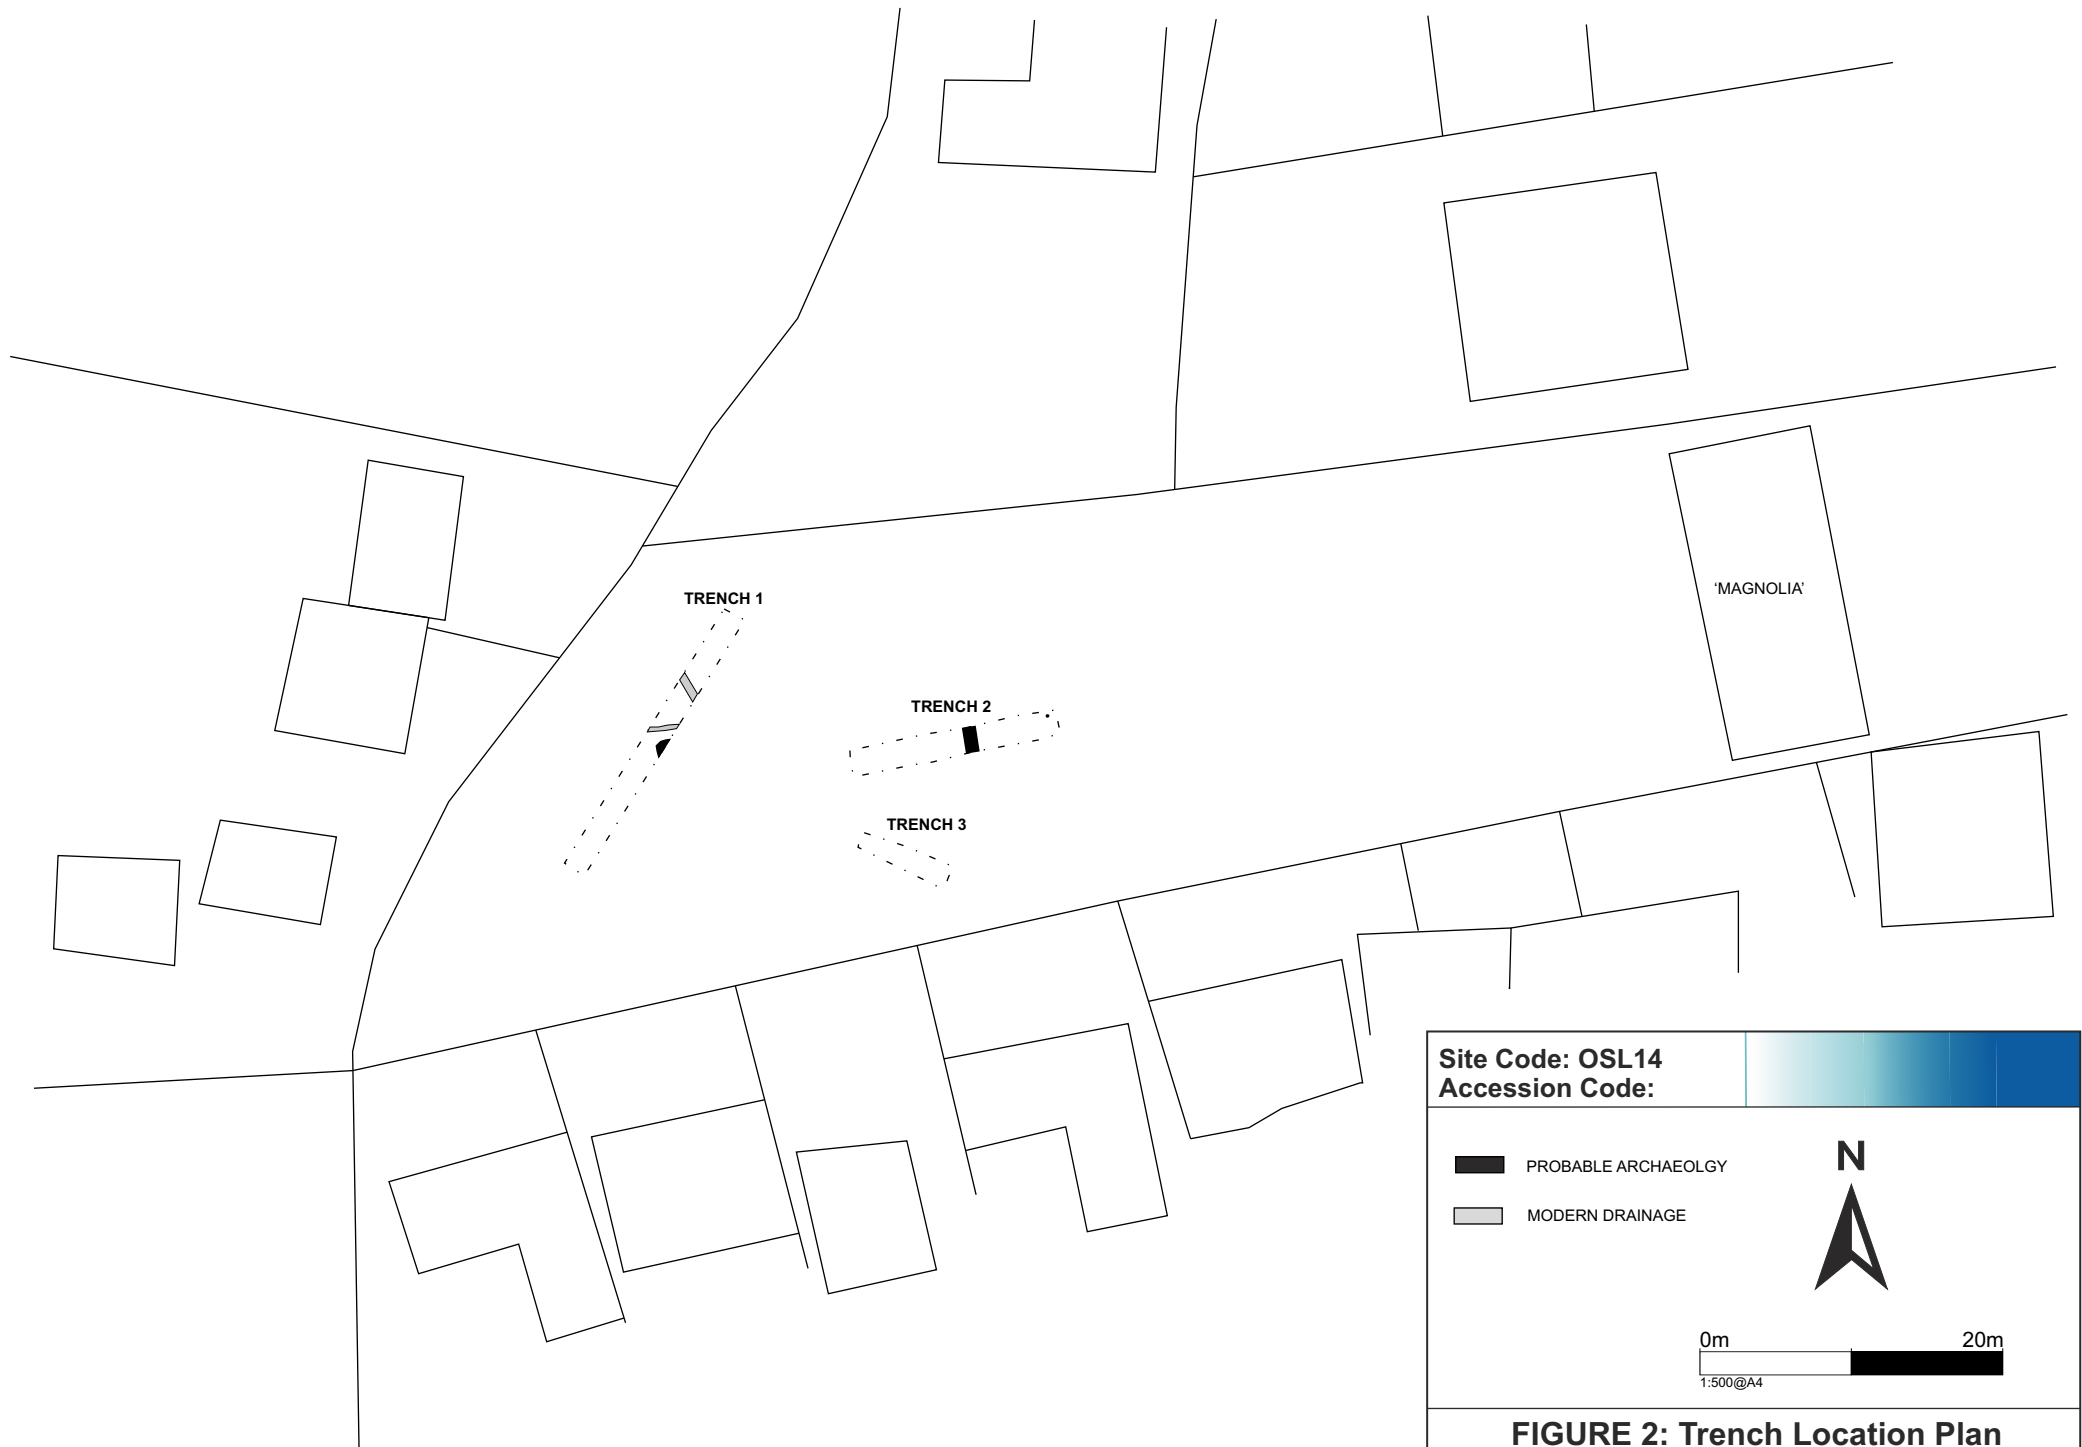 TRENCH 1
‘MAGNOLIA’
TRENCH 2
TRENCH 3
Site Code: OSL14
Accession Code:
PROBABLE ARCHAEOLGY
MODERN DRAINAGE
N
0m 20m
1:500@A4
FIGURE 2: Trench Location Plan